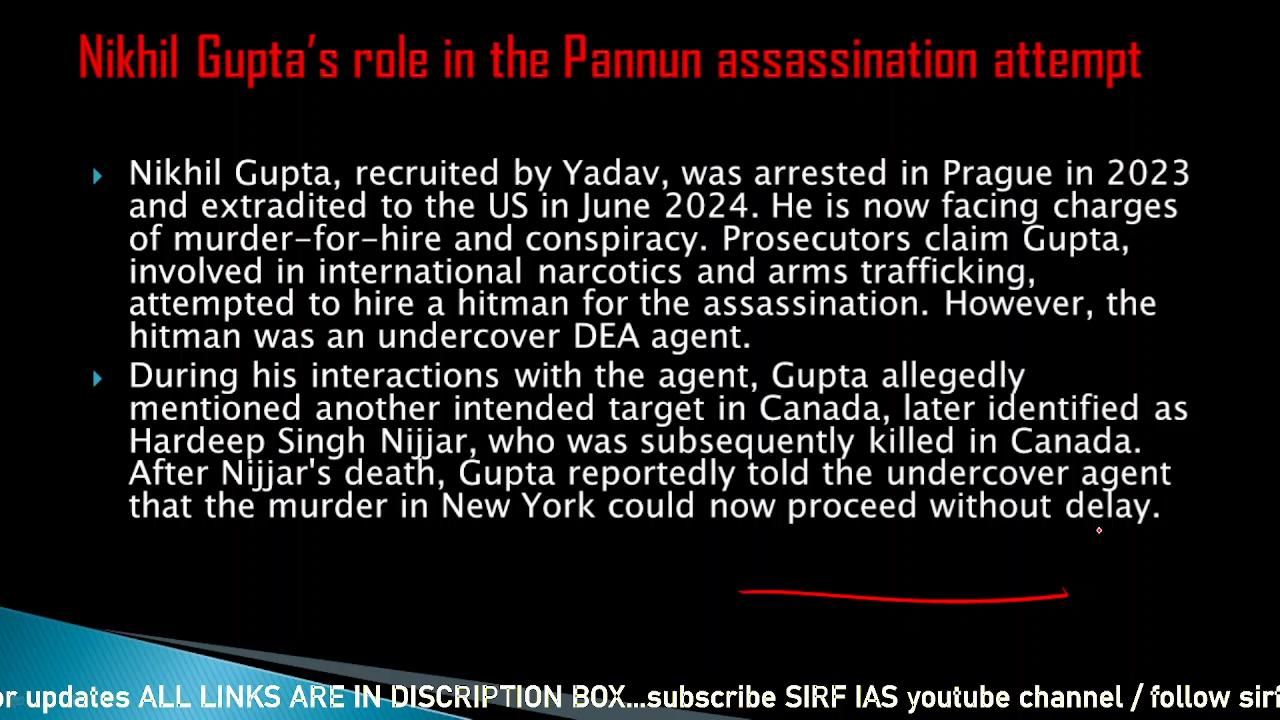 Nikhil Gupta's role in the Pannun assassination attempt
Nikhil Gupta, recruited by Yadav, was arrested in Prague in 2023
and extradited to the US in June 2024. He is now facing charges
of murder-for-hire and conspiracy. Prosecutors claim Gupta,
involved in international narcotics and arms trafficking,
attempted to hire a hitman for the assassination. However, the
hitman was an undercover DEA agent.
During his interactions with the agent, Gupta allegedly
mentioned another intended target in Canada, later identified as
Hardeep Singh Nijjar, who was subsequently killed in Canada.
After Nijjar's death, Gupta reportedly told the undercover agent
that the murder in New York could now proceed without delay.
or updates ALL LINKS ARE IN DISCRIPTION BOX...subscribe SIRF IAS youtube channel / follow sirf